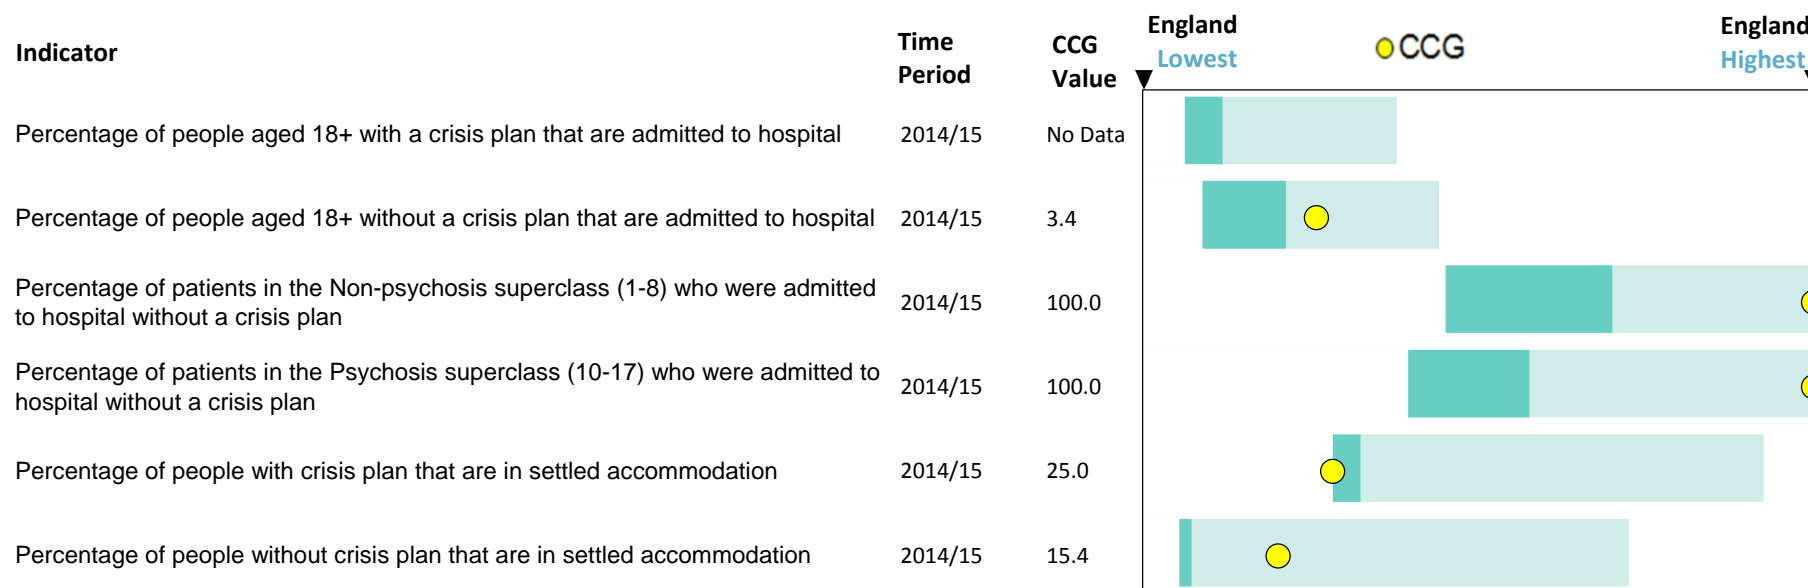 Indicator
Time Period
CCG Value
England Lowest
CCG
England Highest
Percentage of people aged 18+ with a crisis plan that are admitted to hospital 2014/15 No Data
Percentage of people aged 18+ without a crisis plan that are admitted to hospital 2014/15 3.4
Percentage of patients in the Non-psychosis superclass (1-8) who were admitted
to hospital without a crisis plan 2014/15 100.0
Percentage of patients in the Psychosis superclass (10-17) who were admitted to
hospital without a crisis plan 2014/15 100.0
Percentage of people with crisis plan that are in settled accommodation 2014/15 25.0
Percentage of people without crisis plan that are in settled accommodation 2014/15 15.4